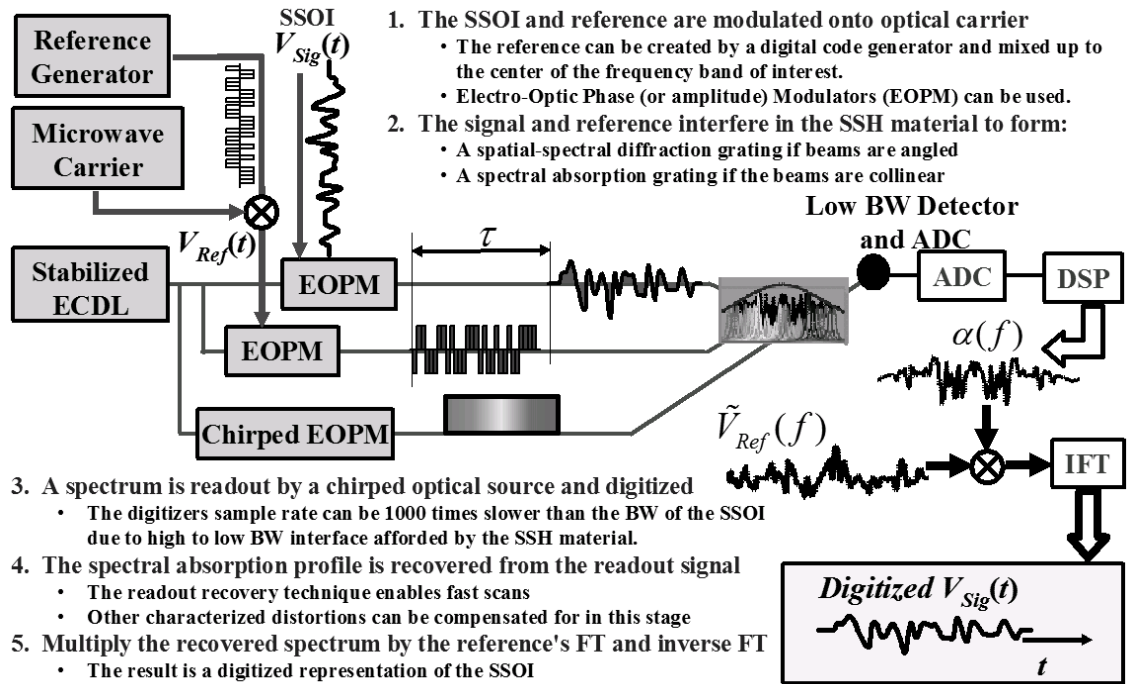 Reference
Generator
Microwave
Carrier
SSOI
V_Sig(t)
V_Ref(t)
Stabilized
ECDL
EOPM
EOPM
Chirped EOPM
τ
1. The SSOI and reference are modulated onto optical carrier
• The reference can be created by a digital code generator and mixed up to
the center of the frequency band of interest.
• Electro-Optic Phase (or amplitude) Modulators (EOPM) can be used.
2. The signal and reference interfere in the SSH material to form:
• A spatial-spectral diffraction grating if beams are angled
• A spectral absorption grating if the beams are collinear
Low BW Detector
and ADC
ADC
DSP
α(f)
Ṽ_Ref(f)
IFT
3. A spectrum is readout by a chirped optical source and digitized
• The digitizers sample rate can be 1000 times slower than the BW of the SSOI
due to high to low BW interface afforded by the SSH material.
4. The spectral absorption profile is recovered from the readout signal
• The readout recovery technique enables fast scans
• Other characterized distortions can be compensated for in this stage
5. Multiply the recovered spectrum by the reference's FT and inverse FT
• The result is a digitized representation of the SSOI
Digitized V_Sig(t)
t